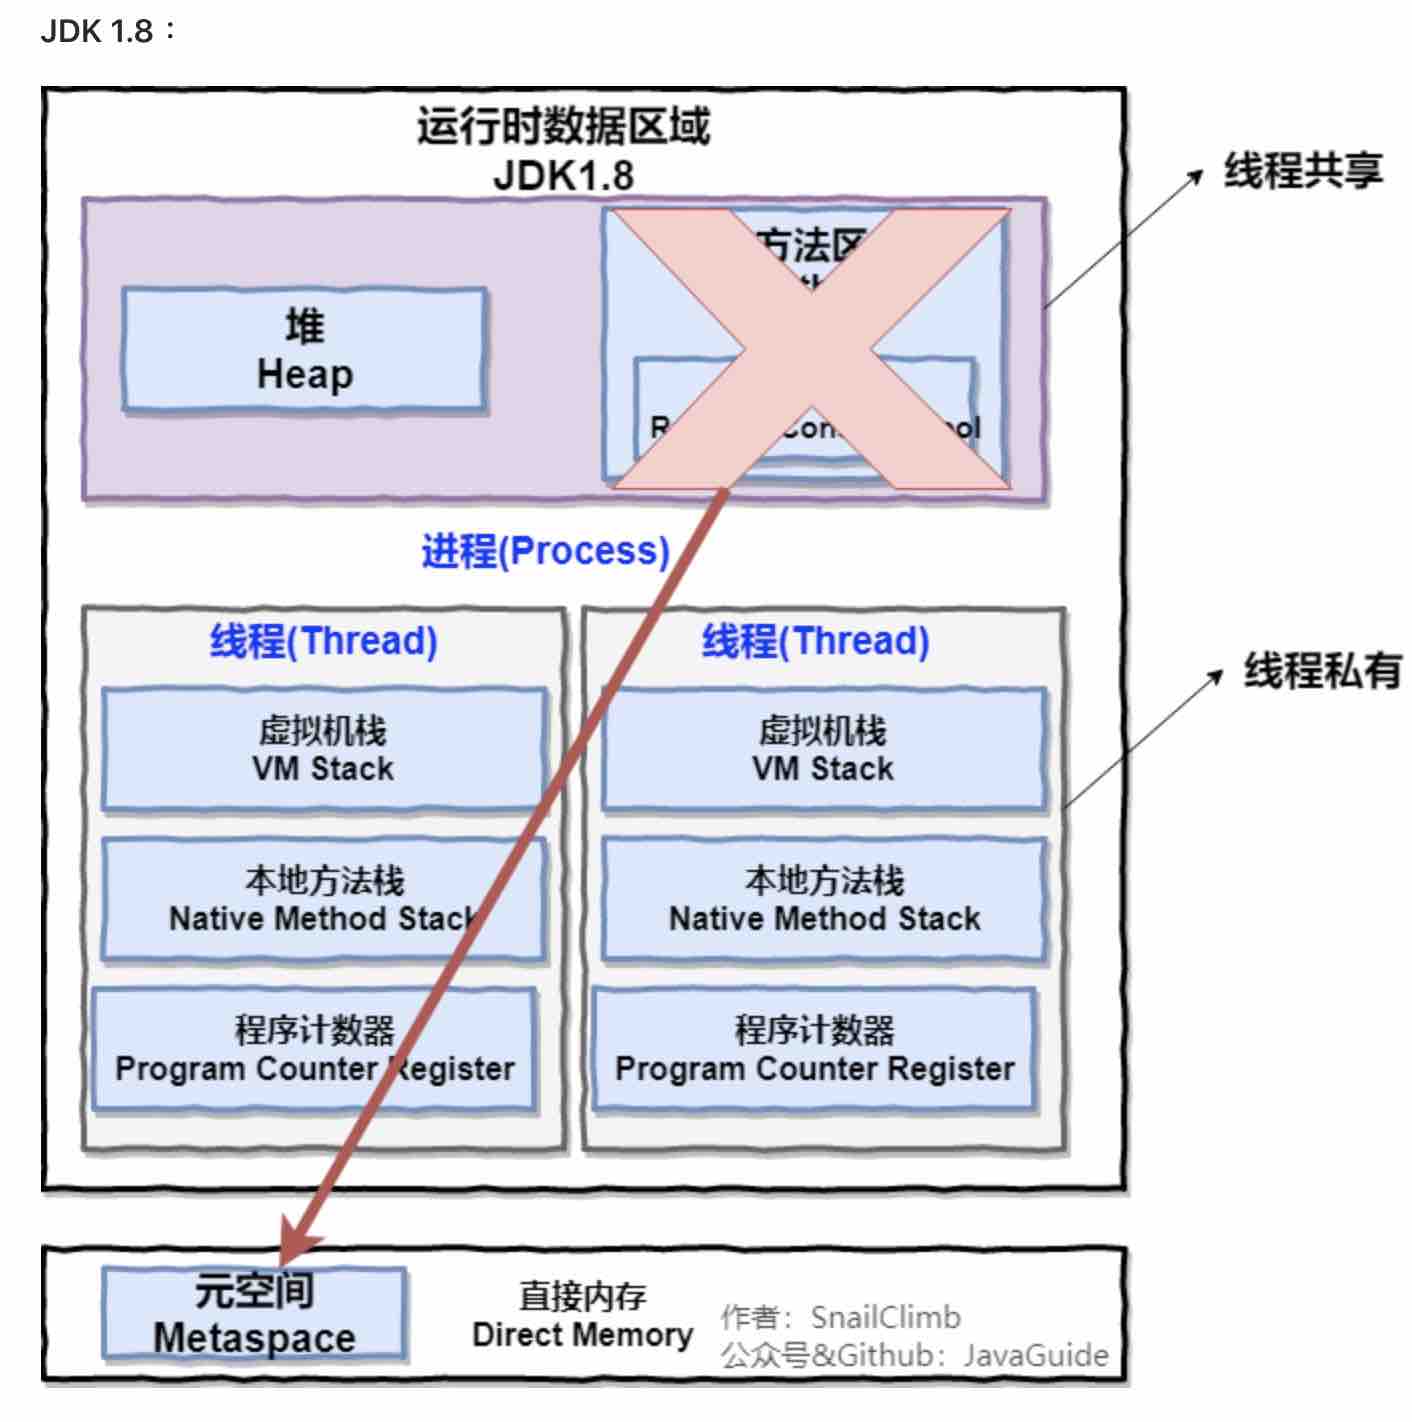 JDK 1.8：
运行时数据区域
JDK1.8
线程共享
方法区
堆
Heap
进程(Process)
线程(Thread)
线程(Thread)
线程私有
虚拟机栈
VM Stack
虚拟机栈
VM Stack
本地方法栈
Native Method Stack
本地方法栈
Native Method Stack
程序计数器
Program Counter Register
程序计数器
Program Counter Register
元空间
Metaspace
直接内存
Direct Memory
作者：SnailClimb
公众号&Github：JavaGuide